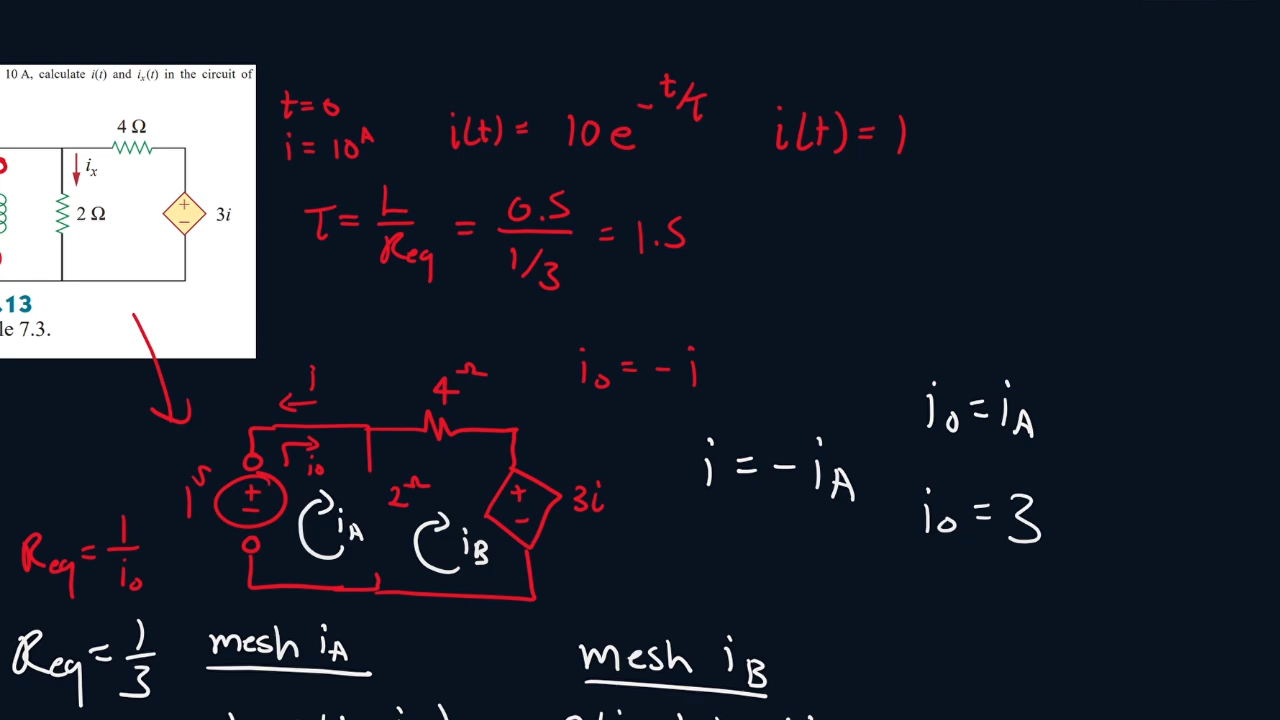 10 A, calculate i(t) and iₓ(t) in the circuit of
4 Ω
iₓ
2 Ω
+
−
3i
.13
le 7.3.
t=0
i = 10A
i(t) = 10e^-t/τ
i(t) = 1
τ = L/Req = 0.5/1/3 = 1.5
i₀ = - i
i
4Ω
i₀
1V
+
−
2Ω
+
−
3i
iA
iB
i = - iA
i₀ = iA
i₀ = 3
Req = 1/i₀
Req = 1/3
mesh iA
mesh iB